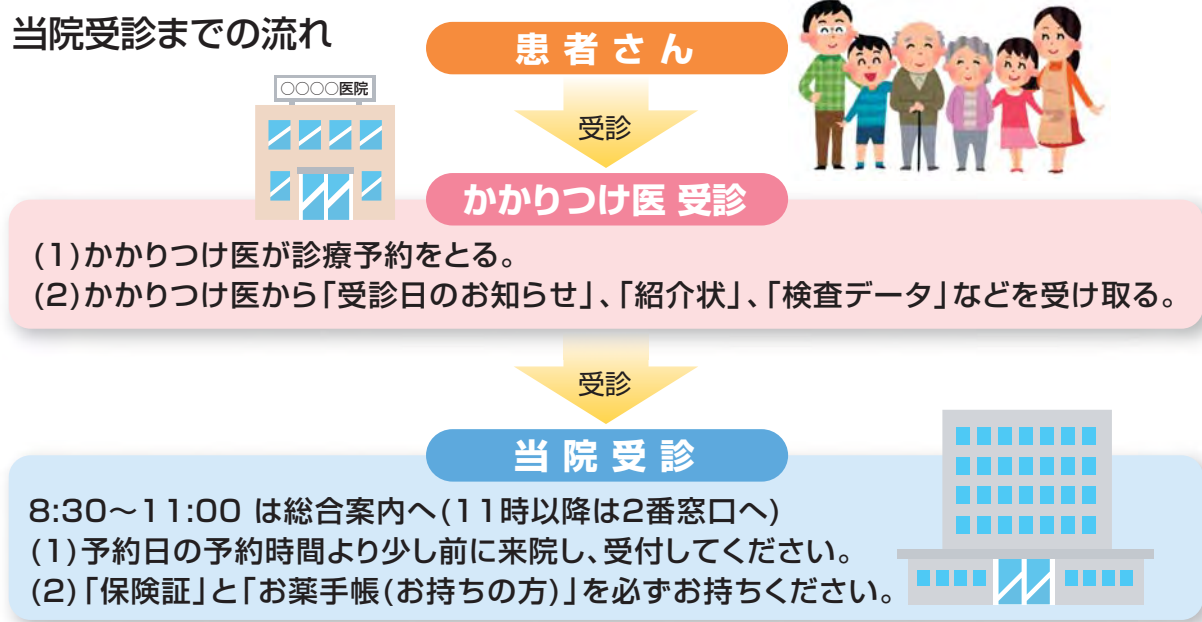 当院受診までの流れ
患者さん
○○○○医院
受診
かかりつけ医 受診
(1)かかりつけ医が診療予約をとる。
(2)かかりつけ医から「受診日のお知らせ」、「紹介状」、「検査データ」などを受け取る。
受診
当院受診
8:30～11:00 は総合案内へ(11時以降は2番窓口へ)
(1)予約日の予約時間より少し前に来院し、受付してください。
(2)「保険証」と「お薬手帳(お持ちの方)」を必ずお持ちください。